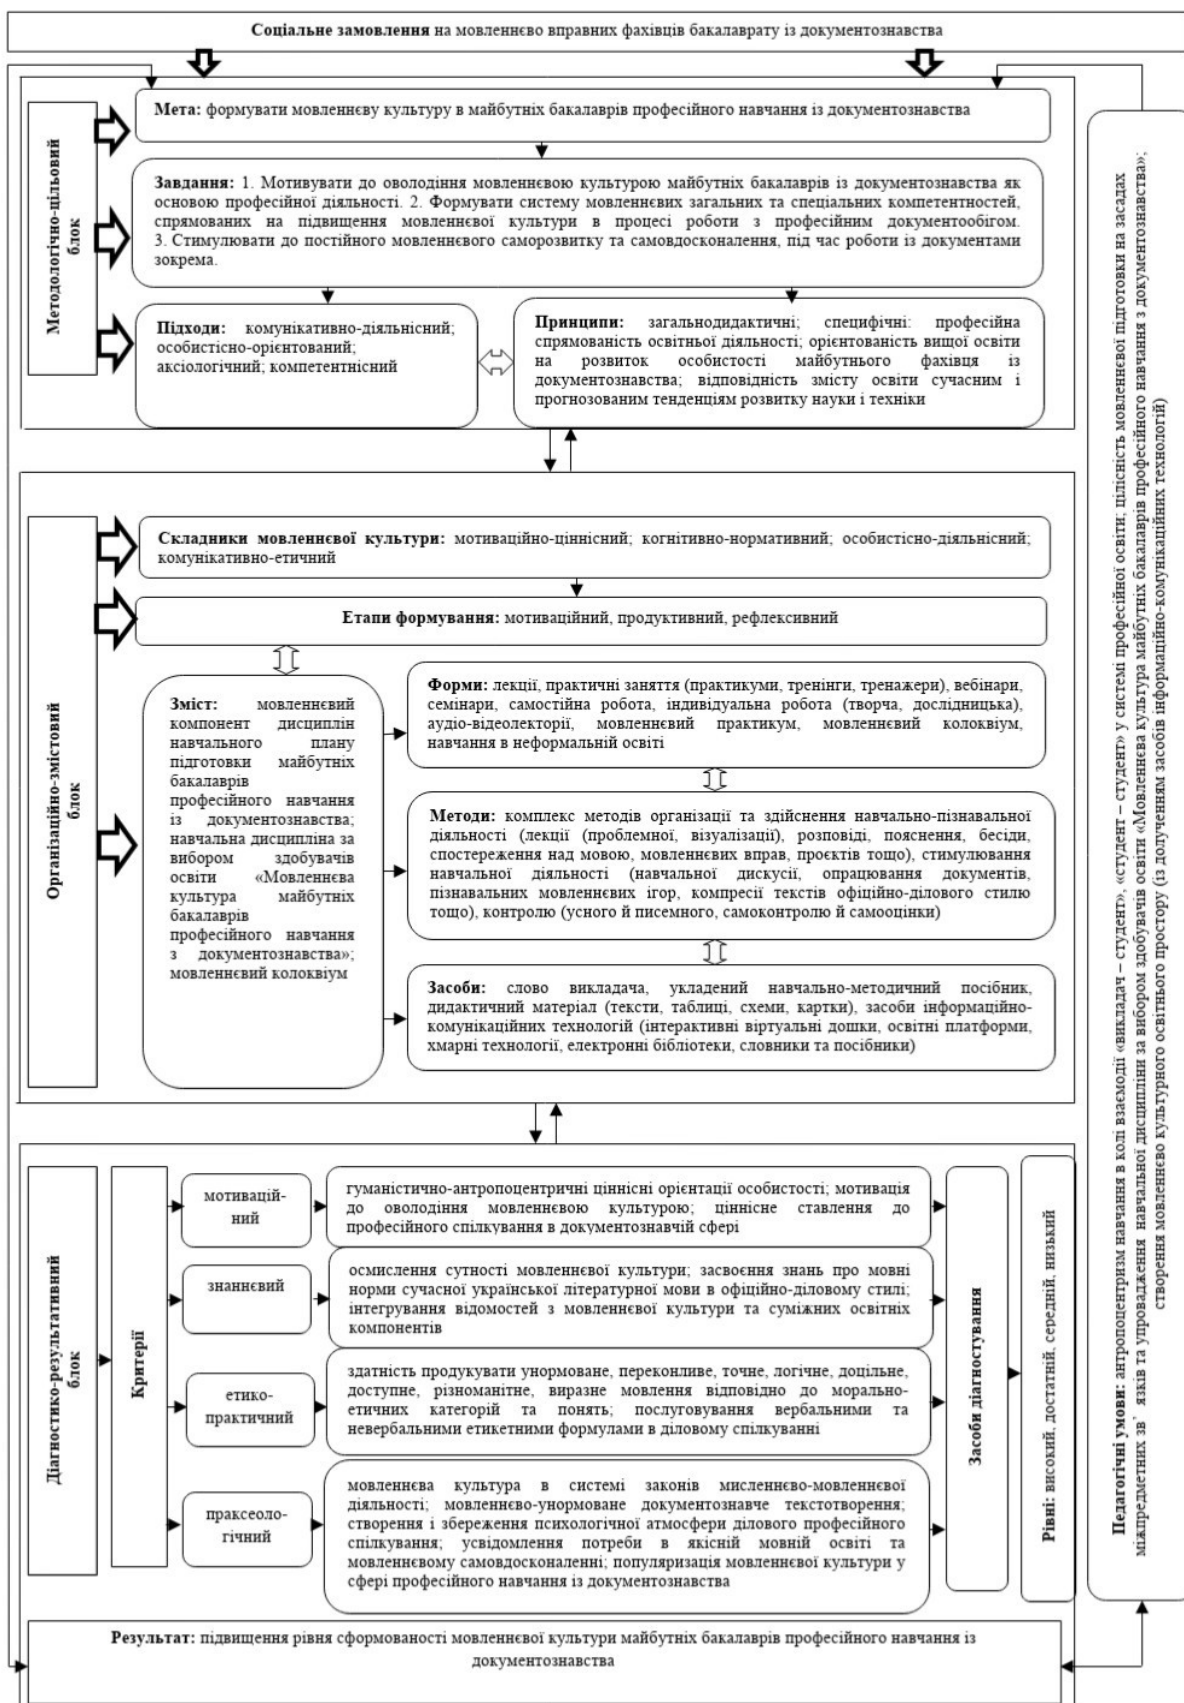 Соціальне замовлення на мовленнєво вправних фахівців бакалаврату із документознавства
Методологічно-цільовий
блок
Мета: формувати мовленнєву культуру в майбутніх бакалаврів професійного навчання із документознавства
Завдання: 1. Мотивувати до оволодіння мовленнєвою культурою майбутніх бакалаврів із документознавства як
основою професійної діяльності. 2. Формувати систему мовленнєвих загальних та спеціальних компетентностей,
спрямованих на підвищення мовленнєвої культури в процесі роботи з професійним документообігом.
3. Стимулювати до постійного мовленнєвого саморозвитку та самовдосконалення, під час роботи із документами
зокрема.
Підходи: комунікативно-діяльнісний;
особистісно-орієнтований;
аксіологічний; компетентнісний
Принципи: загальнодидактичні; специфічні: професійна
спрямованість освітньої діяльності; орієнтованість вищої освіти
на розвиток особистості майбутнього фахівця із
документознавства; відповідність змісту освіти сучасним і
прогнозованим тенденціям розвитку науки і техніки
Організаційно-змістовий
блок
Складники мовленнєвої культури: мотиваційно-ціннісний; когнітивно-нормативний; особистісно-діяльнісний;
комунікативно-етичний
Етапи формування: мотиваційний, продуктивний, рефлексивний
Зміст: мовленнєвий
компонент дисциплін
навчального плану
підготовки майбутніх
бакалаврів
професійного навчання
із документознавства;
навчальна дисципліна за
вибором здобувачів
освіти «Мовленнєва
культура майбутніх
бакалаврів
професійного навчання
з документознавства»;
мовленнєвий колоквіум
Форми: лекції, практичні заняття (практикуми, тренінги, тренажери), вебінари,
семінари, самостійна робота, індивідуальна робота (творча, дослідницька),
аудіо-відеолекторії, мовленнєвий практикум, мовленнєвий колоквіум,
навчання в неформальній освіті
Методи: комплекс методів організації та здійснення навчально-пізнавальної
діяльності (лекції (проблемної, візуалізації), розповіді, пояснення, бесіди,
спостереження над мовою, мовленнєвих вправ, проєктів тощо), стимулювання
навчальної діяльності (навчальної дискусії, опрацювання документів,
пізнавальних мовленнєвих ігор, компресії текстів офіційно-ділового стилю
тощо), контролю (усного й писемного, самоконтролю й самооцінки)
Засоби: слово викладача, укладений навчально-методичний посібник,
дидактичний матеріал (тексти, таблиці, схеми, картки), засоби інформаційно-
комунікаційних технологій (інтерактивні віртуальні дошки, освітні платформи,
хмарні технології, електронні бібліотеки, словники та посібники)
Діагностико-результативний
блок
Критерії
мотивацій-
ний
гуманістично-антропоцентричні ціннісні орієнтації особистості; мотивація
до оволодіння мовленнєвою культурою; ціннісне ставлення до
професійного спілкування в документознавчій сфері
знаннєвий
осмислення сутності мовленнєвої культури; засвоєння знань про мовні
норми сучасної української літературної мови в офіційно-діловому стилі;
інтегрування відомостей з мовленнєвої культури та суміжних освітніх
компонентів
етико-
практичний
здатність продукувати унормоване, переконливе, точне, логічне, доцільне,
доступне, різноманітне, виразне мовлення відповідно до морально-
етичних категорій та понять; послуговування вербальними та
невербальними етикетними формулами в діловому спілкуванні
праксеоло-
гічний
мовленнєва культура в системі законів мисленнєво-мовленнєвої
діяльності; мовленнєво-унормоване документознавче текстотворення;
створення і збереження психологічної атмосфери ділового професійного
спілкування; усвідомлення потреби в якісній мовній освіті та
мовленнєвому самовдосконаленні; популяризація мовленнєвої культури у
сфері професійного навчання із документознавства
Засоби діагностування
Рівні: високий, достатній, середній, низький
Педагогічні умови: антропоцентризм навчання в колі взаємодії «викладач – студент», «студент – студент» у системі професійної освіти; цілісність мовленнєвої підготовки на засадах
міжпредметних зв’язків та упровадження навчальної дисципліни за вибором здобувачів освіти «Мовленнєва культура майбутніх бакалаврів професійного навчання з документознавства»;
створення мовленнєво культурного освітнього простору (із долученням засобів інформаційно-комунікаційних технологій)
Результат: підвищення рівня сформованості мовленнєвої культури майбутніх бакалаврів професійного навчання із
документознавства